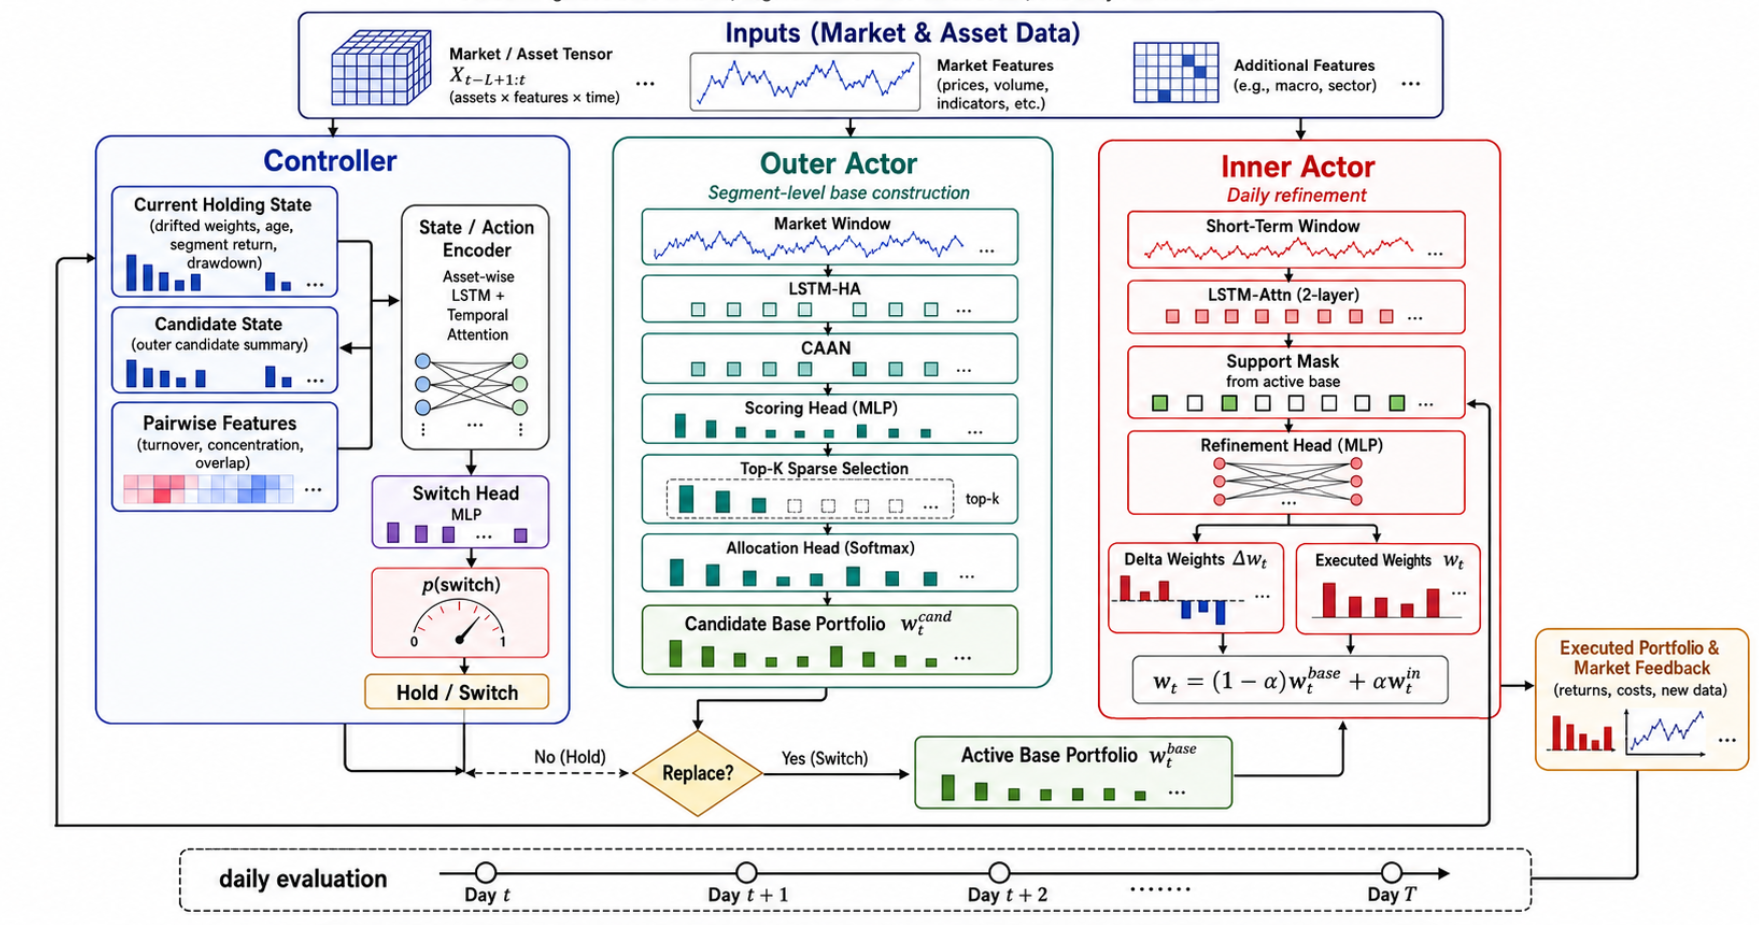 Inputs (Market & Asset Data)
Market / Asset Tensor
X_{t−L+1:t}
(assets × features × time)
...
Market Features
(prices, volume,
indicators, etc.)
Additional Features
(e.g., macro, sector)
...
Controller
Current Holding State
(drifted weights, age,
segment return,
drawdown)
...
Candidate State
(outer candidate summary)
...
Pairwise Features
(turnover, concentration,
overlap)
...
State / Action
Encoder
Asset-wise
LSTM +
Temporal
Attention
...
Switch Head
MLP
...
p(switch)
0 1
Hold / Switch
Outer Actor
Segment-level base construction
Market Window
...
LSTM-HA
...
CAAN
...
Scoring Head (MLP)
...
Top-K Sparse Selection
... top-k
Allocation Head (Softmax)
...
Candidate Base Portfolio w_t^{cand}
...
Inner Actor
Daily refinement
Short-Term Window
...
LSTM-Attn (2-layer)
...
Support Mask
from active base
...
Refinement Head (MLP)
...
Delta Weights Δw_t
...
Executed Weights w_t
...
w_t = (1 − α)w_t^{base} + αw_t^{in}
Executed Portfolio &
Market Feedback
(returns, costs, new data)
...
No (Hold)
Replace?
Yes (Switch)
Active Base Portfolio w_t^{base}
...
daily evaluation
Day t
Day t + 1
Day t + 2
........
Day T